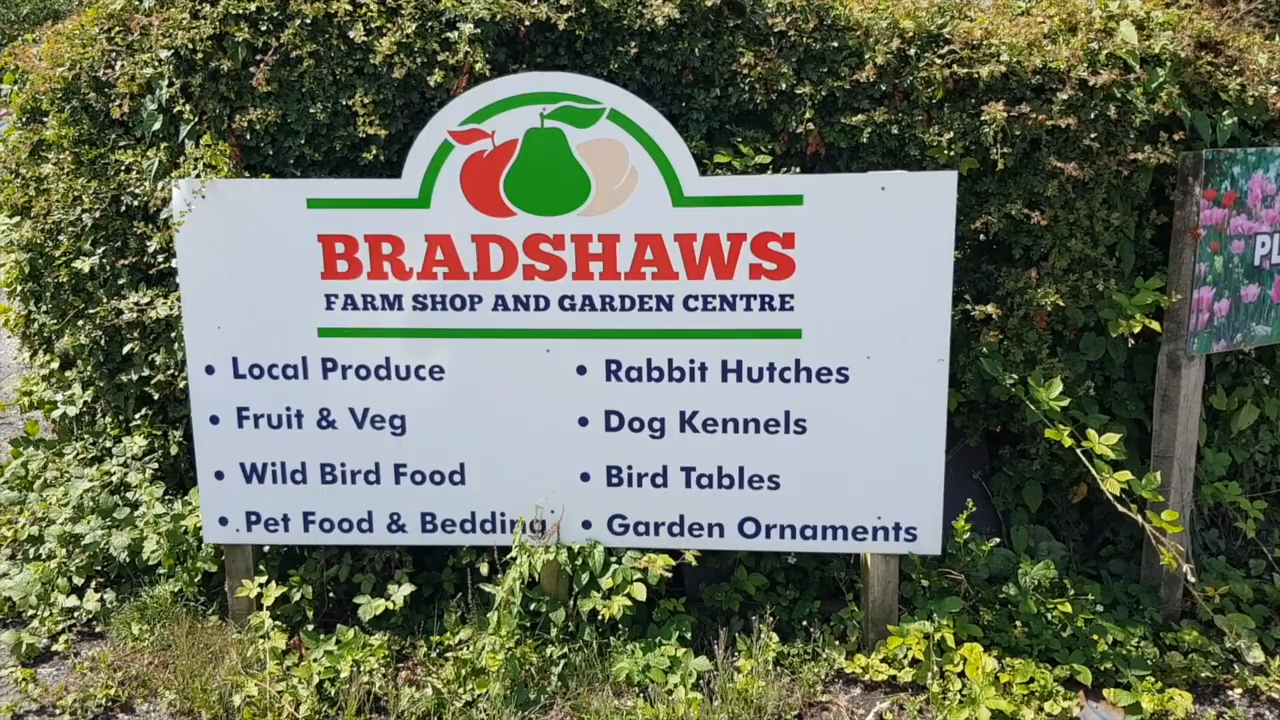 BRADSHAWS
FARM SHOP AND GARDEN CENTRE
• Local Produce
• Fruit & Veg
• Wild Bird Food
• Pet Food & Bedding
• Rabbit Hutches
• Dog Kennels
• Bird Tables
• Garden Ornaments